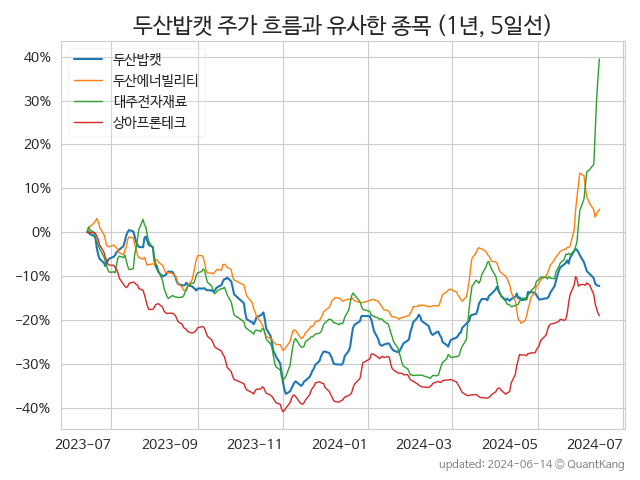 두산밥캣 주가 흐름과 유사한 종목 (1년, 5일선)
두산밥캣
두산에너빌리티
대주전자재료
상아프론테크
40%
30%
20%
10%
0%
−10%
−20%
−30%
−40%
2023-07 2023-09 2023-11 2024-01 2024-03 2024-05 2024-07
updated: 2024-06-14 © QuantKang